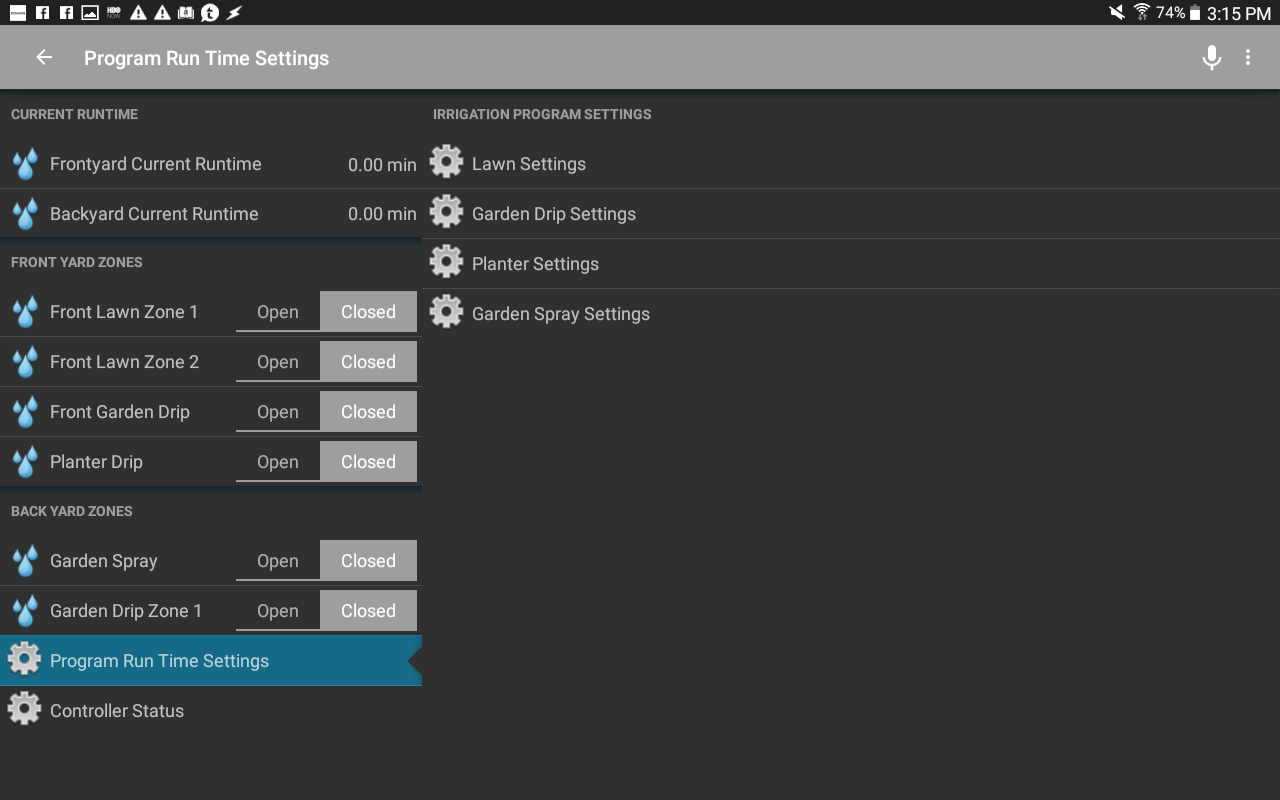 HBO
NOW
74%
3:15 PM
Program Run Time Settings
CURRENT RUNTIME
Frontyard Current Runtime 0.00 min
Backyard Current Runtime 0.00 min
FRONT YARD ZONES
Front Lawn Zone 1 Open Closed
Front Lawn Zone 2 Open Closed
Front Garden Drip Open Closed
Planter Drip Open Closed
BACK YARD ZONES
Garden Spray Open Closed
Garden Drip Zone 1 Open Closed
Program Run Time Settings
Controller Status
IRRIGATION PROGRAM SETTINGS
Lawn Settings
Garden Drip Settings
Planter Settings
Garden Spray Settings